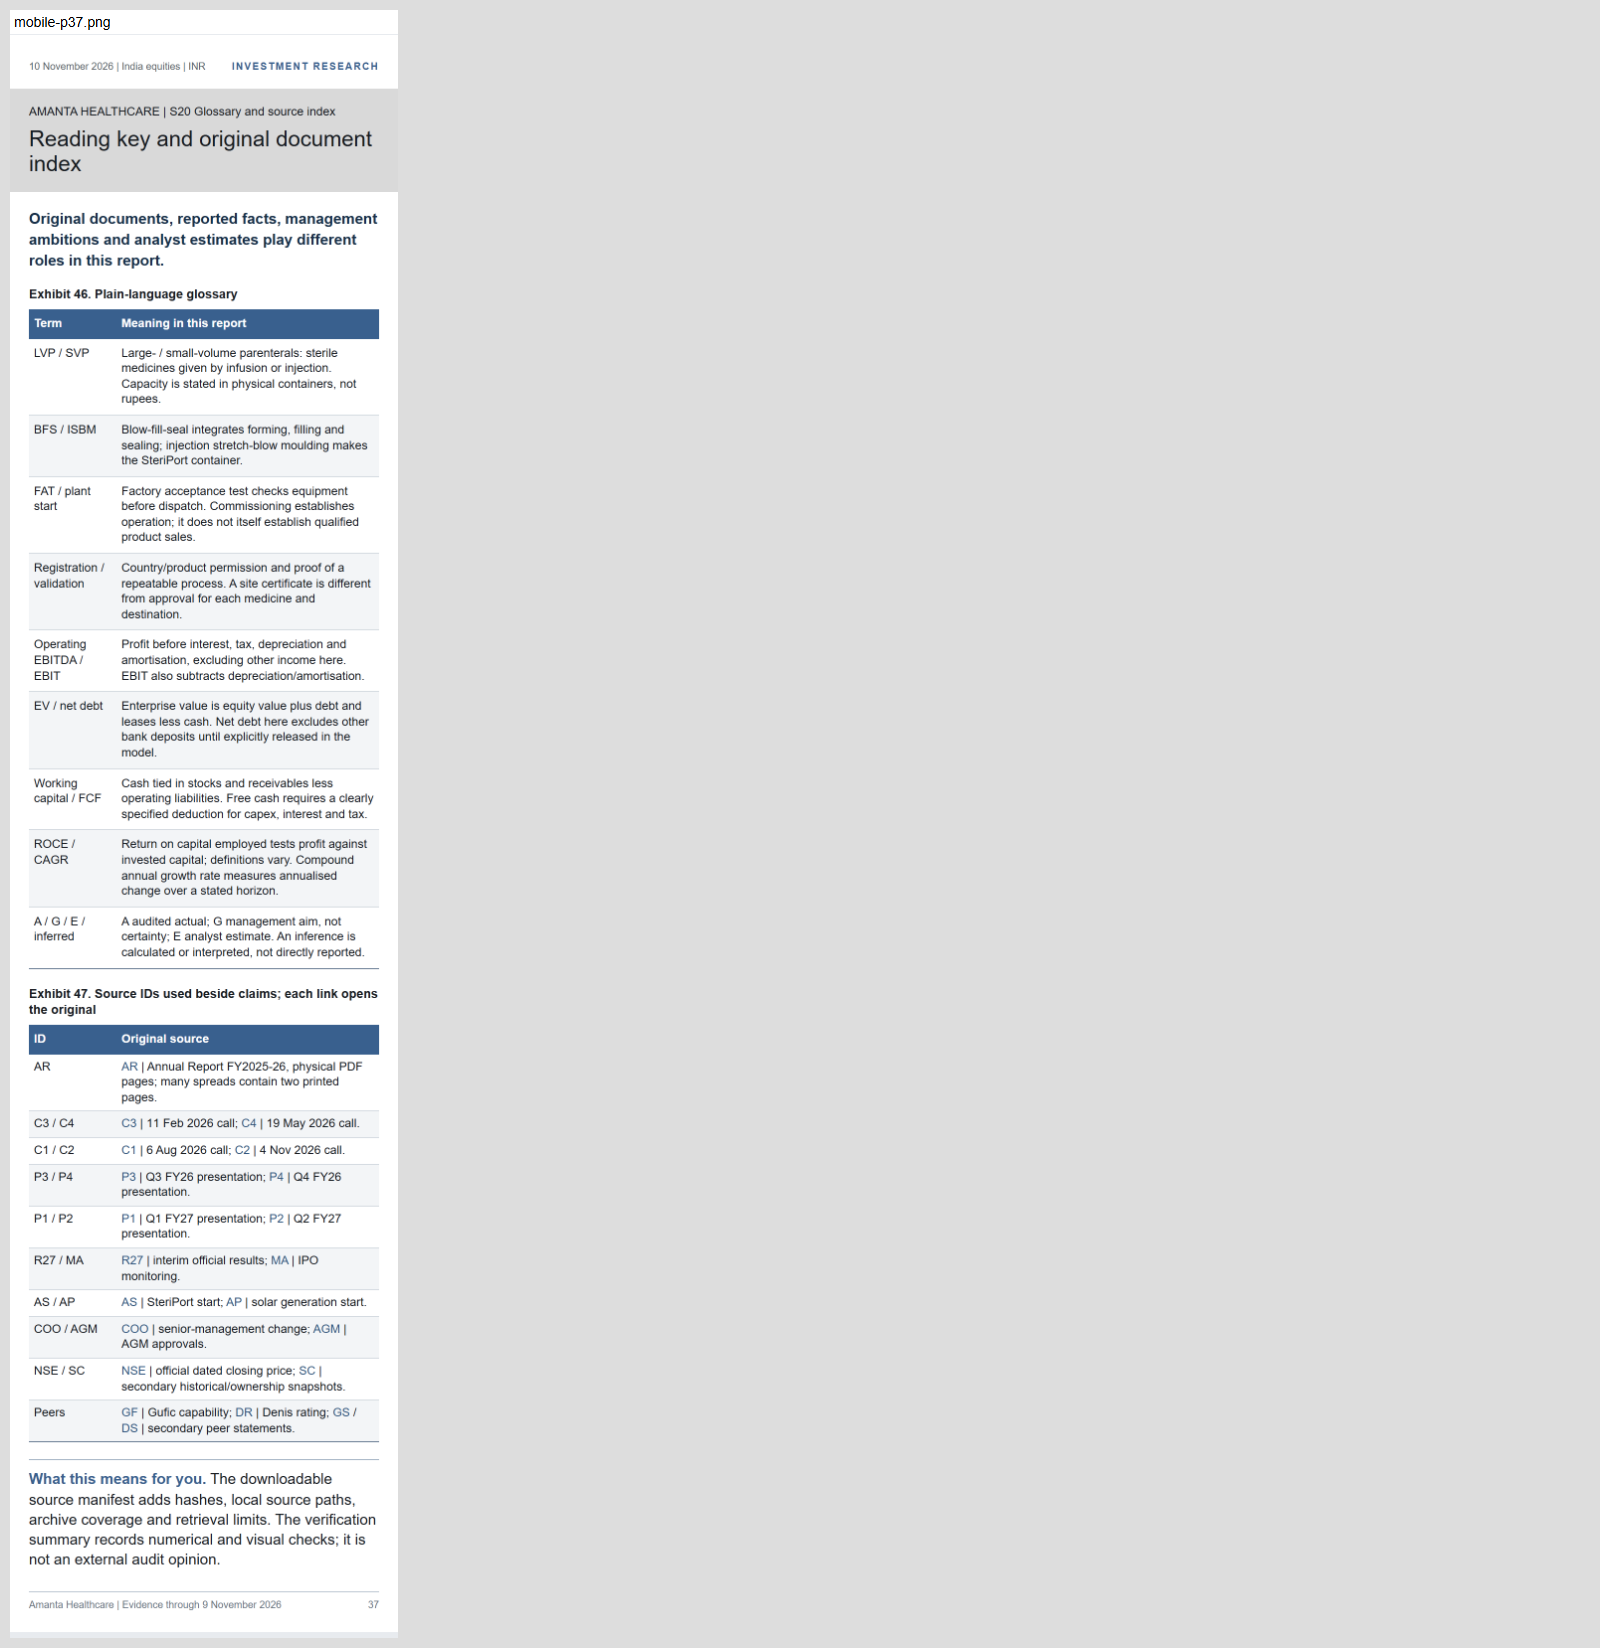 mobile-p37.png
10 November 2026 | India equities | INR INVESTMENT RESEARCH
AMANTA HEALTHCARE | S20 Glossary and source index
Reading key and original document
index
Original documents, reported facts, management
ambitions and analyst estimates play different
roles in this report.
Exhibit 46. Plain-language glossary
Term Meaning in this report
LVP / SVP Large- / small-volume parenterals: sterile
medicines given by infusion or injection.
Capacity is stated in physical containers, not
rupees.
BFS / ISBM Blow-fill-seal integrates forming, filling and
sealing; injection stretch-blow moulding makes
the SteriPort container.
FAT / plant Factory acceptance test checks equipment
start before dispatch. Commissioning establishes
operation; it does not itself establish qualified
product sales.
Registration / Country/product permission and proof of a
validation repeatable process. A site certificate is different
from approval for each medicine and
destination.
Operating Profit before interest, tax, depreciation and
EBITDA / amortisation, excluding other income here.
EBIT EBIT also subtracts depreciation/amortisation.
EV / net debt Enterprise value is equity value plus debt and
leases less cash. Net debt here excludes other
bank deposits until explicitly released in the
model.
Working Cash tied in stocks and receivables less
capital / FCF operating liabilities. Free cash requires a clearly
specified deduction for capex, interest and tax.
ROCE / Return on capital employed tests profit against
CAGR invested capital; definitions vary. Compound
annual growth rate measures annualised
change over a stated horizon.
A / G / E / A audited actual; G management aim, not
inferred certainty; E analyst estimate. An inference is
calculated or interpreted, not directly reported.
Exhibit 47. Source IDs used beside claims; each link opens
the original
ID Original source
AR AR | Annual Report FY2025-26, physical PDF
pages; many spreads contain two printed
pages.
C3 / C4 C3 | 11 Feb 2026 call; C4 | 19 May 2026 call.
C1 / C2 C1 | 6 Aug 2026 call; C2 | 4 Nov 2026 call.
P3 / P4 P3 | Q3 FY26 presentation; P4 | Q4 FY26
presentation.
P1 / P2 P1 | Q1 FY27 presentation; P2 | Q2 FY27
presentation.
R27 / MA R27 | interim official results; MA | IPO
monitoring.
AS / AP AS | SteriPort start; AP | solar generation start.
COO / AGM COO | senior-management change; AGM |
AGM approvals.
NSE / SC NSE | official dated closing price; SC |
secondary historical/ownership snapshots.
Peers GF | Gufic capability; DR | Denis rating; GS /
DS | secondary peer statements.
What this means for you. The downloadable
source manifest adds hashes, local source paths,
archive coverage and retrieval limits. The verification
summary records numerical and visual checks; it is
not an external audit opinion.
Amanta Healthcare | Evidence through 9 November 2026 37